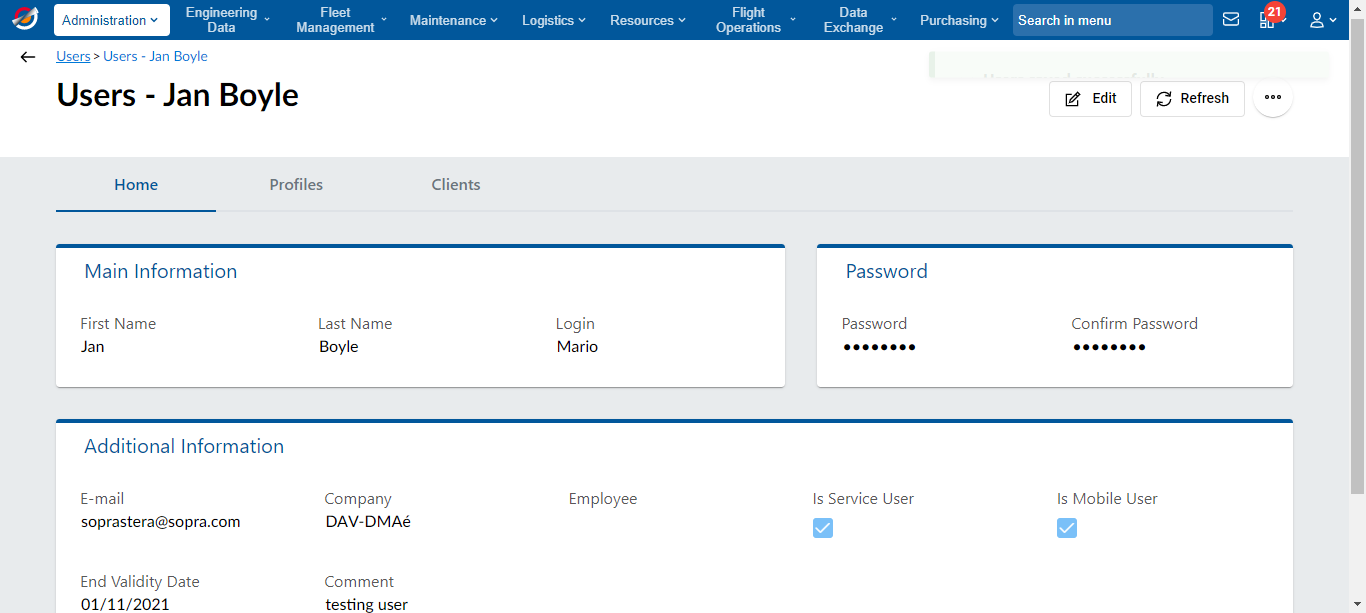 Administration
Engineering
Data
Fleet
Management
Maintenance
Logistics
Resources
Flight
Operations
Data
Exchange
Purchasing
Search in menu
21
Users > Users - Jan Boyle
Users - Jan Boyle
Edit
Refresh
Home
Profiles
Clients
Main Information
First Name
Last Name
Login
Jan
Boyle
Mario
Password
Password
Confirm Password
••••••••
••••••••
Additional Information
E-mail
Company
Employee
Is Service User
Is Mobile User
soprastera@sopra.com
DAV-DMAé
End Validity Date
Comment
01/11/2021
testing user